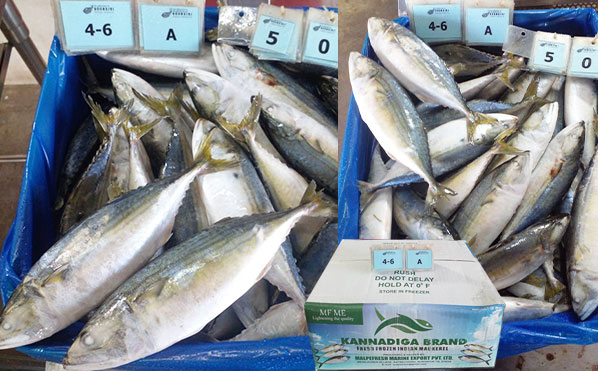 4-6 A 5 0
4-6 A 5 0
4-6 A
RUSH
DO NOT DELAY
HOLD AT 0° F
STORE IN FREEZER
MF ME
KANNADIGA BRAND
FRESH FROZEN INDIAN MACKEREL
MALPEFRESH MARINE EXPORT PVT. LTD.